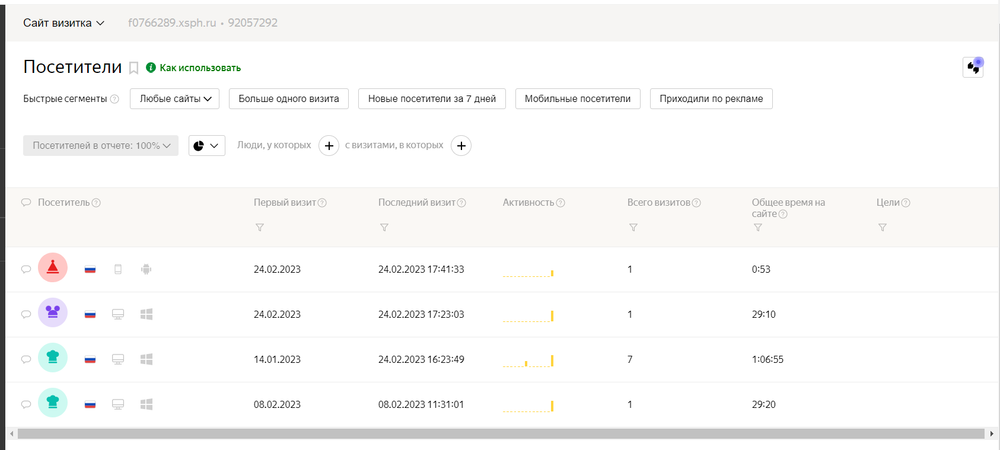 Сайт визитка f0766289.xsph.ru • 92057292
Посетители Как использовать
Быстрые сегменты Любые сайты Больше одного визита Новые посетители за 7 дней Мобильные посетители Приходили по рекламе
Посетителей в отчете: 100% Люди, у которых + с визитами, в которых +
Посетитель Первый визит Последний визит Активность Всего визитов Общее время на Цели
сайте
24.02.2023 24.02.2023 17:41:33 1 0:53
24.02.2023 24.02.2023 17:23:03 1 29:10
14.01.2023 24.02.2023 16:23:49 7 1:06:55
08.02.2023 08.02.2023 11:31:01 1 29:20